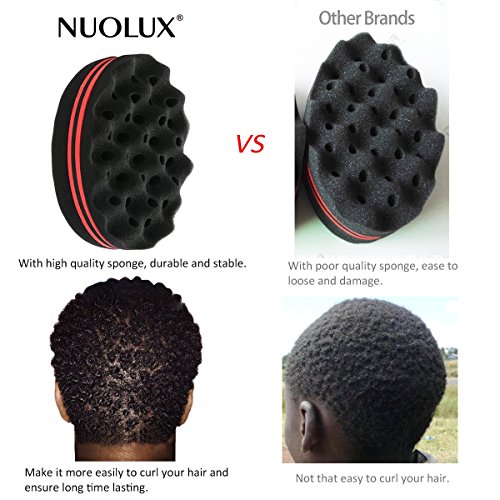 NUOLUX®
Other Brands
VS
With high quality sponge, durable and stable.
With poor quality sponge, ease to
loose and damage.
Make it more easily to curl your hair and
ensure long time lasting.
Not that easy to curl your hair.